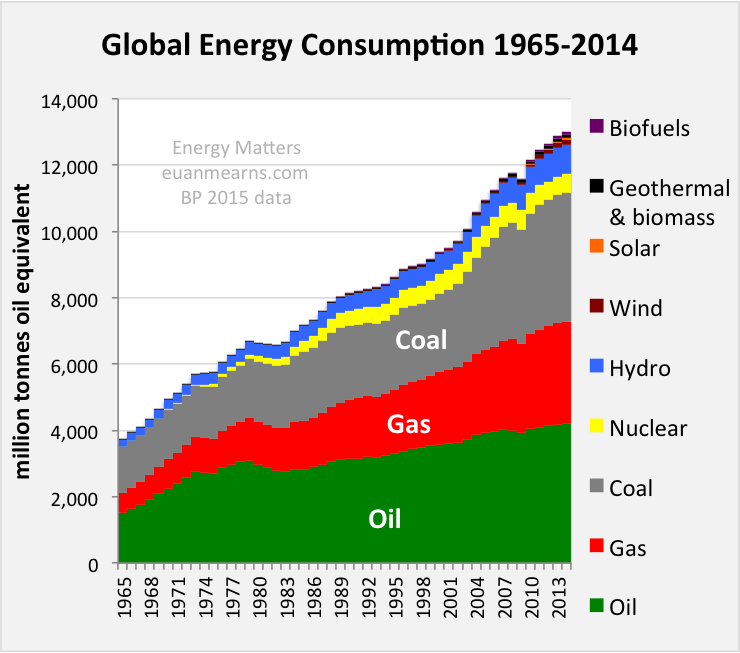 Global Energy Consumption 1965-2014
million tonnes oil equivalent
14,000
12,000
10,000
8,000
6,000
4,000
2,000
0
Energy Matters
euanmearns.com
BP 2015 data
Coal
Gas
Oil
1965
1968
1971
1974
1977
1980
1983
1986
1989
1992
1995
1998
2001
2004
2007
2010
2013
Biofuels
Geothermal
& biomass
Solar
Wind
Hydro
Nuclear
Coal
Gas
Oil